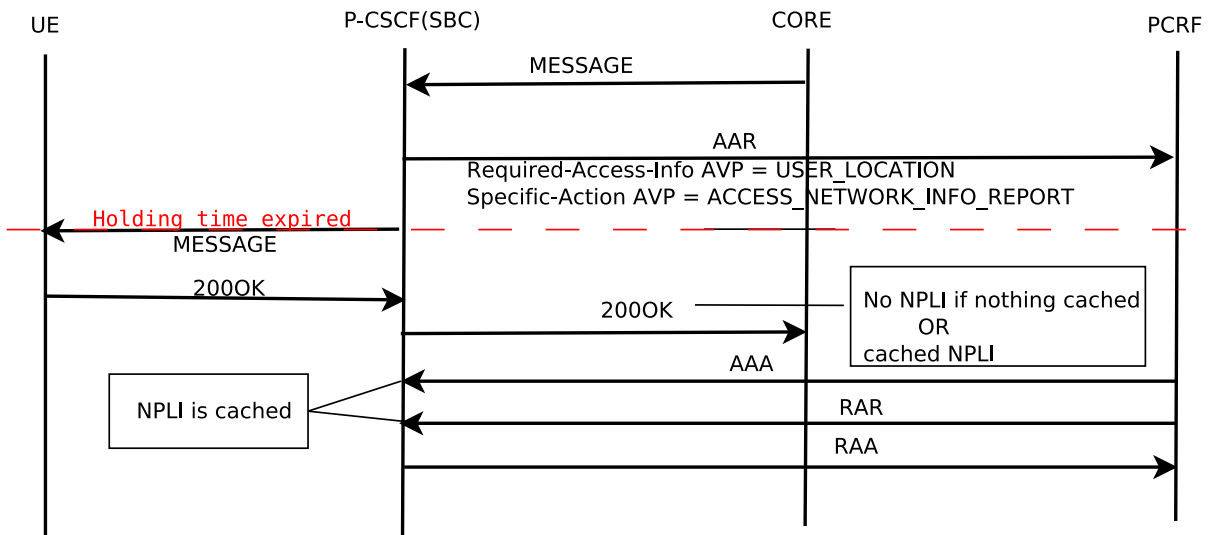 UE
P-CSCF(SBC)
CORE
PCRF
MESSAGE
AAR
Required-Access-Info AVP = USER_LOCATION
Specific-Action AVP = ACCESS_NETWORK_INFO_REPORT
Holding time expired
MESSAGE
200OK
200OK
No NPLI if nothing cached
OR
cached NPLI
AAA
NPLI is cached
RAR
RAA